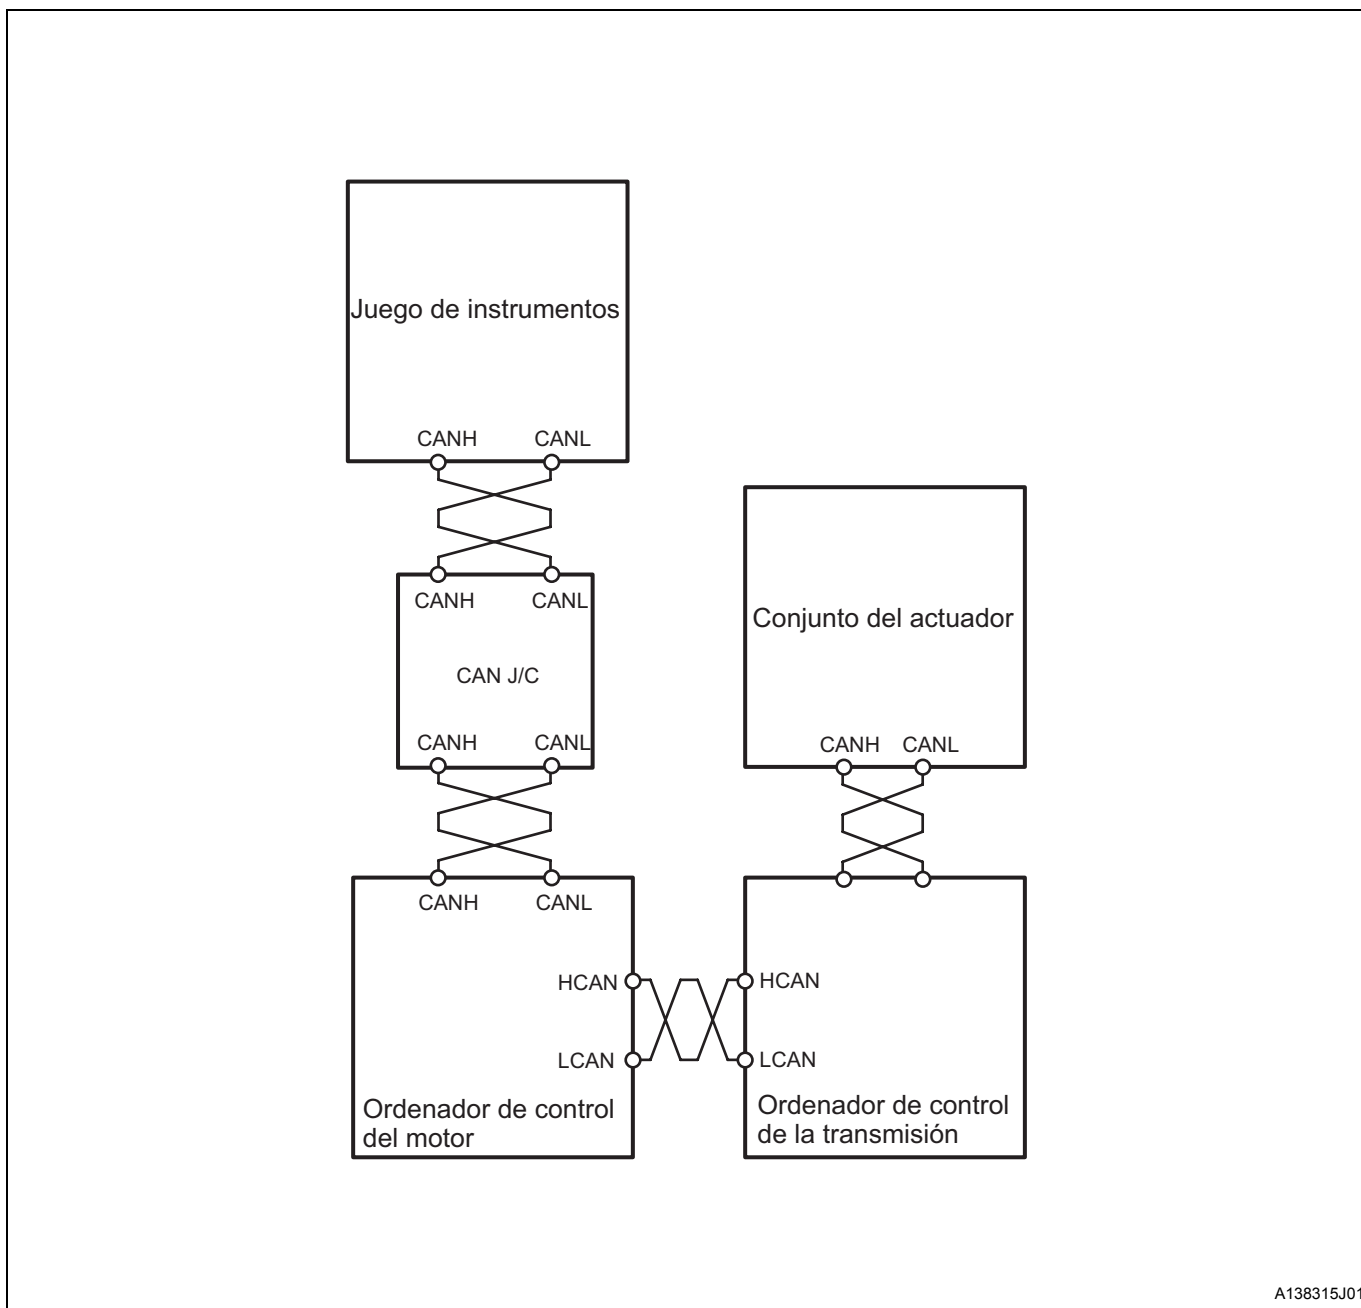 Juego de instrumentos
CANH CANL
CANH CANL
CAN J/C
CANH CANL
CANH CANL
HCAN
LCAN
Ordenador de control
del motor
Conjunto del actuador
CANH CANL
HCAN
LCAN
Ordenador de control
de la transmisión
A138315J01